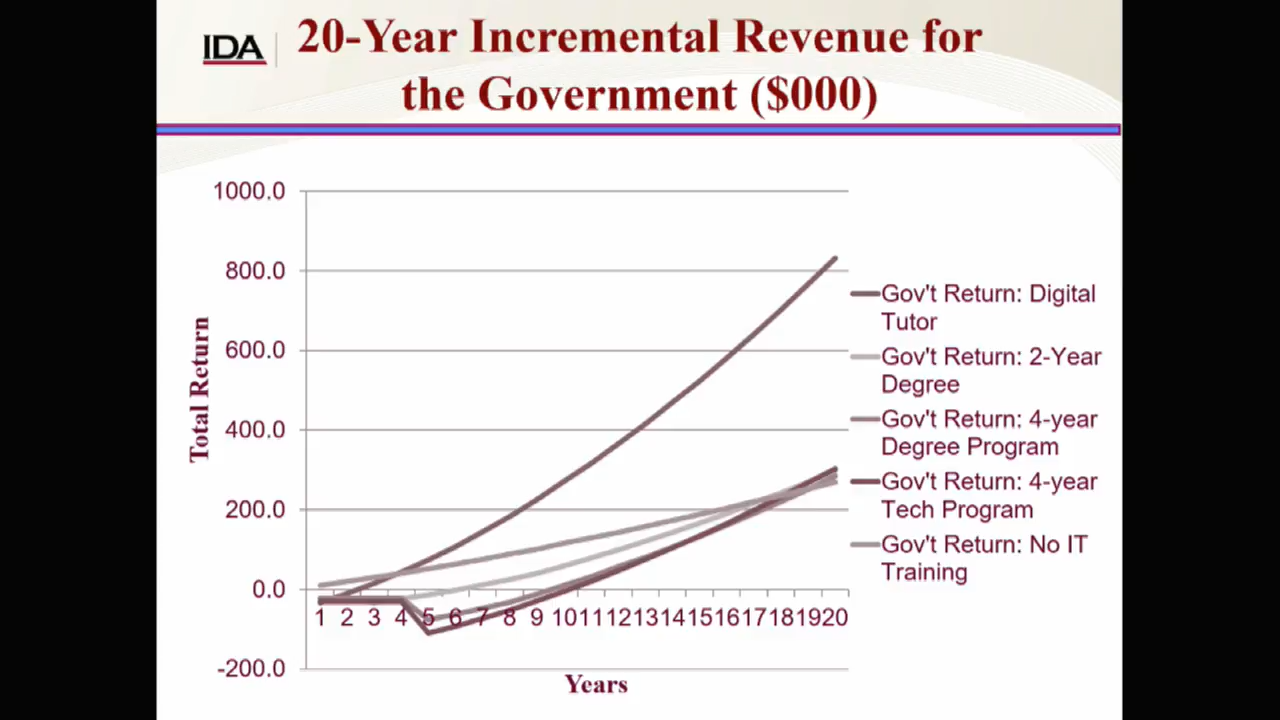 IDA
20-Year Incremental Revenue for
the Government ($000)
1000.0
800.0
600.0
400.0
200.0
0.0
-200.0
Total Return
1 2 3 4 5 6 7 8 9 10 11 12 13 14 15 16 17 18 19 20
Years
Gov't Return: Digital
Tutor
Gov't Return: 2-Year
Degree
Gov't Return: 4-year
Degree Program
Gov't Return: 4-year
Tech Program
Gov't Return: No IT
Training